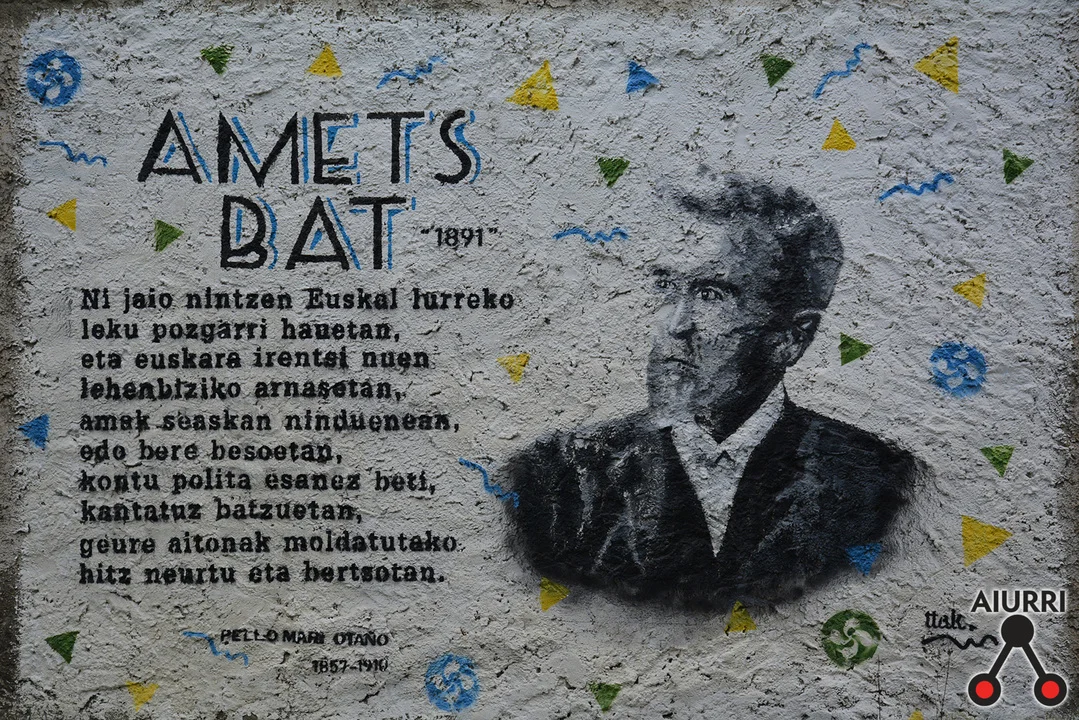 AMETS
BAT "1891"
Ni jaio nintzen Euskal lurreko
leku pozgarri hauetan,
eta euskara irentsi nuen
lehenbiziko arnasetan,
amak seaskan ninduenean,
edo bere besoetan,
kontu polita esanez beti,
kantatuz batzuetan,
geure aitonak moldatutako
hitz neurtu eta bertsotan.
PELLO MARI OTAÑO
1857-1910
ttek.
AIURRI